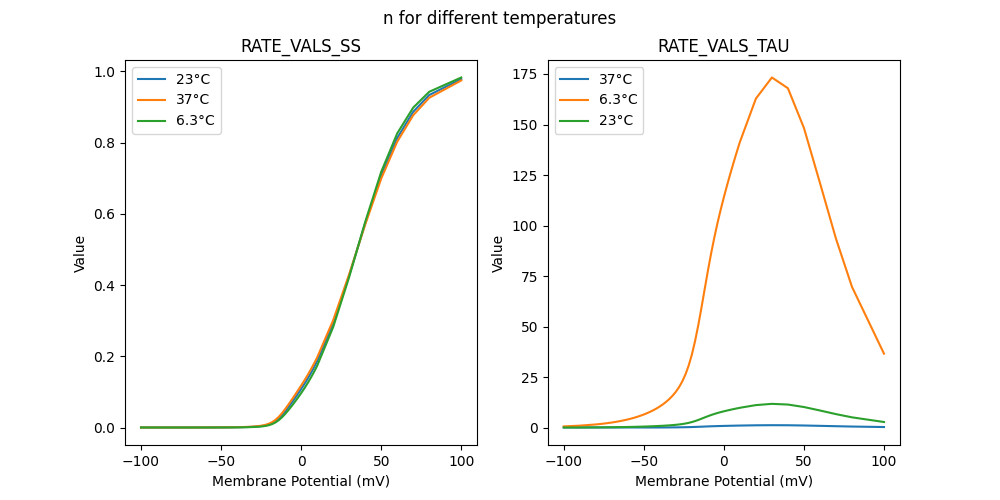 n for different temperatures
RATE_VALS_SS
23°C
37°C
6.3°C
1.0
0.8
0.6
0.4
0.2
0.0
Value
−100
−50
0
50
100
Membrane Potential (mV)
RATE_VALS_TAU
37°C
6.3°C
23°C
175
150
125
100
75
50
25
0
Value
−100
−50
0
50
100
Membrane Potential (mV)